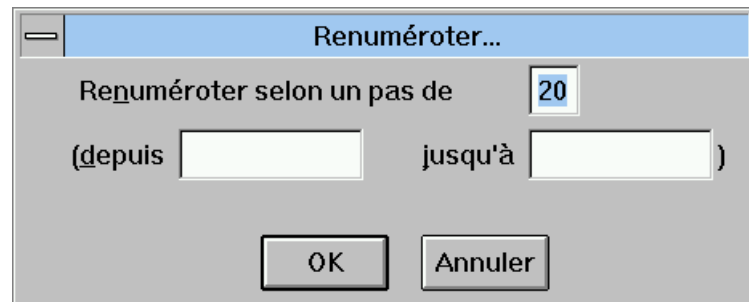 Renuméroter...
Renuméroter selon un pas de 20
(depuis jusqu'à )
OK Annuler